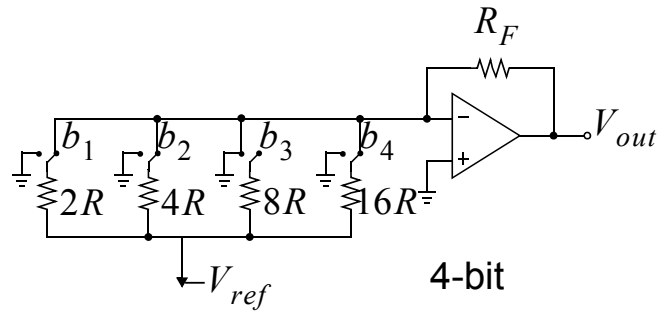 R_F
b_1 b_2 b_3 b_4
− +
V_out
2R 4R 8R 16R
−V_ref
4-bit